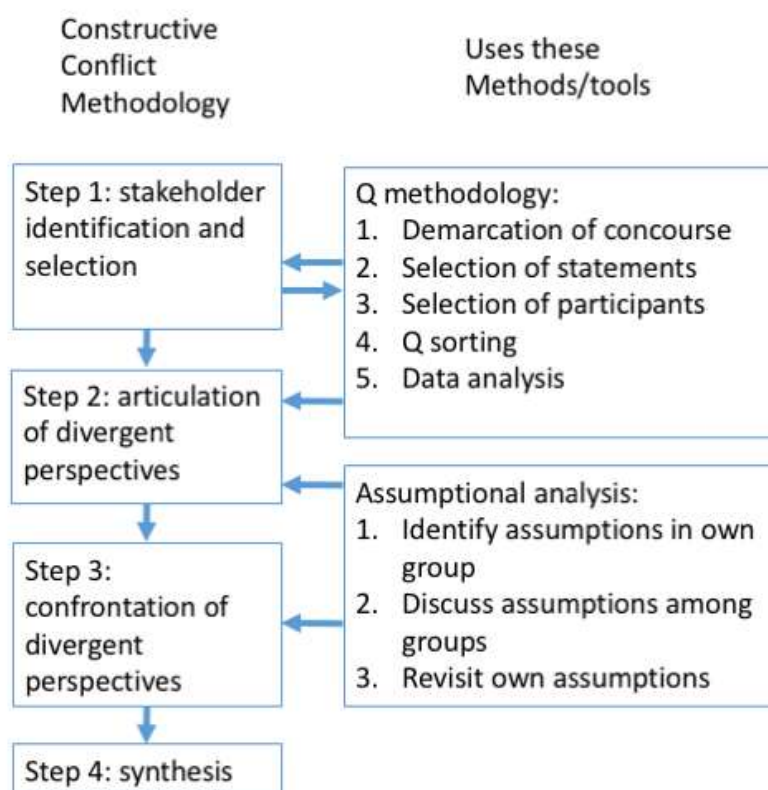 Constructive
Conflict
Methodology
Uses these
Methods/tools
Step 1: stakeholder
identification and
selection
Q methodology:
1. Demarcation of concourse
2. Selection of statements
3. Selection of participants
4. Q sorting
5. Data analysis
Step 2: articulation
of divergent
perspectives
Assumptional analysis:
1. Identify assumptions in own
group
2. Discuss assumptions among
groups
3. Revisit own assumptions
Step 3:
confrontation of
divergent
perspectives
Step 4: synthesis